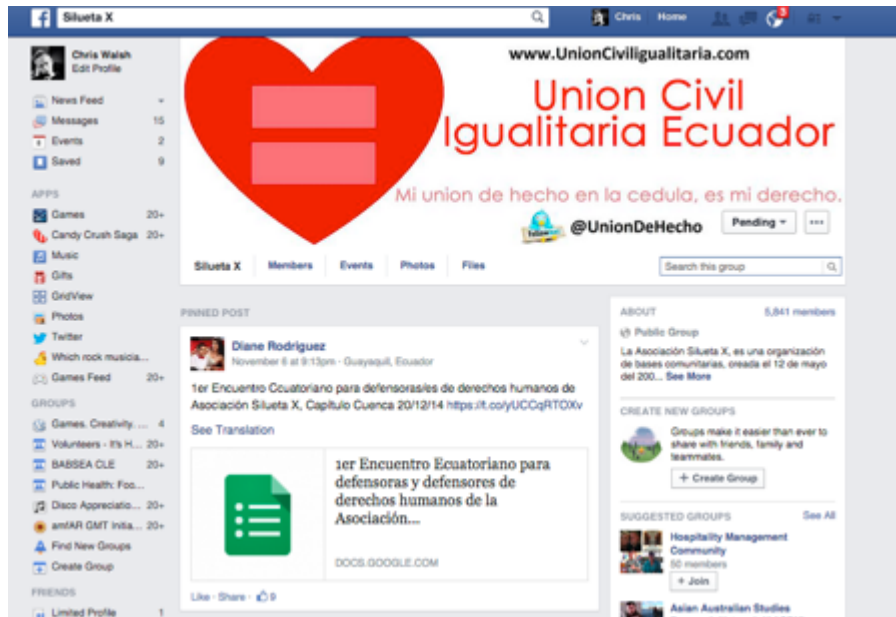 Silueta X
Chris
Home
3
Chris Walsh
Edit Profile
News Feed
Messages 15
Events 2
Saved 9
APPS
Games 20+
Candy Crush Saga 20+
Music
Gifts
GridView
Photos
Twitter
Which rock musicia...
Games Feed 20+
GROUPS
Games, Creativity, ... 4
Volunteers - It's H... 20+
BABSEA CLE 20+
Public Health: Foo...
Disco Appreciatio... 20+
amfAR GMT Initia... 20+
Find New Groups
Create Group
FRIENDS
Limited Profile 1
www.UnionCiviligualitaria.com
Union Civil
Igualitaria Ecuador
Mi union de hecho en la cedula, es mi derecho.
@UnionDeHecho
Pending
Silueta X Members Events Photos Files
Search this group
PINNED POST
Diane Rodriguez
November 6 at 9:13pm · Guayaquil, Ecuador
1er Encuentro Ccuatoriano para defensoras/es de derechos humanos de
Asociación Silueta X, Capítulo Cuenca 20/12/14 https://t.co/yUCCqRTOXv
See Translation
1er Encuentro Ecuatoriano para
defensoras y defensores de
derechos humanos de la
Asociación...
DOCS.GOOGLE.COM
Like · Share · 9
ABOUT 5,841 members
Public Group
La Asociación Silueta X, es una organización
de bases comunitarias, creada el 12 de mayo
del 200... See More
CREATE NEW GROUPS
Groups make it easier than ever to
share with friends, family and
teammates.
+ Create Group
SUGGESTED GROUPS See All
Hospitality Management
Community
50 members
+ Join
Asian Australian Studies